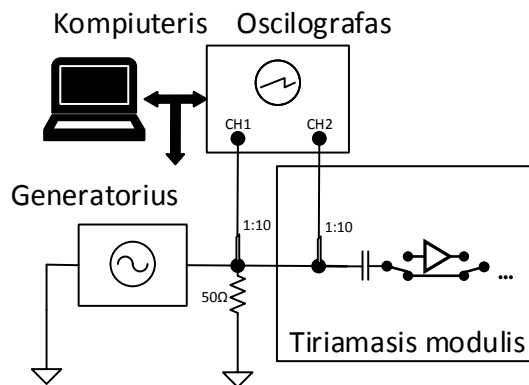 Kompiuteris Oscilografas
CH1 CH2
Generatorius
1:10 1:10
50Ω
...
Tiriamasis modulis